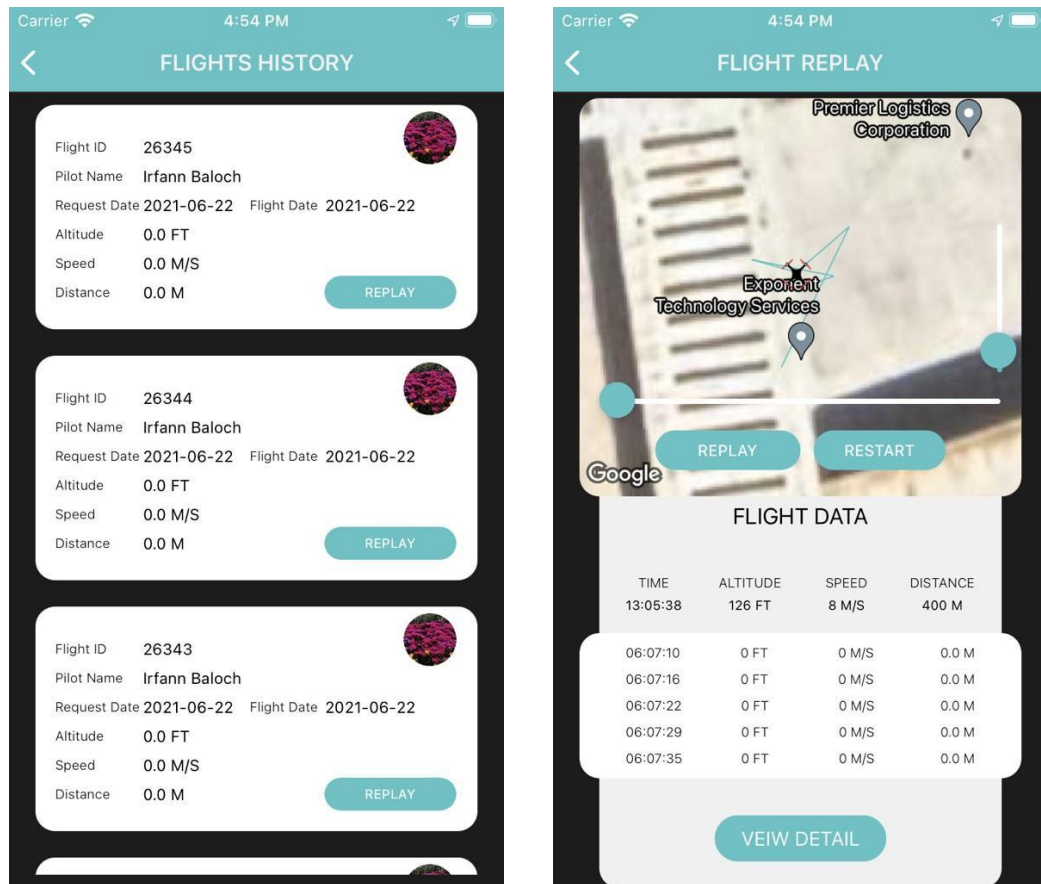 Carrier 4:54 PM
FLIGHTS HISTORY
Flight ID 26345
Pilot Name Irfann Baloch
Request Date 2021-06-22 Flight Date 2021-06-22
Altitude 0.0 FT
Speed 0.0 M/S
Distance 0.0 M REPLAY
Flight ID 26344
Pilot Name Irfann Baloch
Request Date 2021-06-22 Flight Date 2021-06-22
Altitude 0.0 FT
Speed 0.0 M/S
Distance 0.0 M REPLAY
Flight ID 26343
Pilot Name Irfann Baloch
Request Date 2021-06-22 Flight Date 2021-06-22
Altitude 0.0 FT
Speed 0.0 M/S
Distance 0.0 M REPLAY
Carrier 4:54 PM
FLIGHT REPLAY
Premier Logistics
Corporation
Exponent
Technology Services
REPLAY RESTART
Google
FLIGHT DATA
TIME ALTITUDE SPEED DISTANCE
13:05:38 126 FT 8 M/S 400 M
06:07:10 0 FT 0 M/S 0.0 M
06:07:16 0 FT 0 M/S 0.0 M
06:07:22 0 FT 0 M/S 0.0 M
06:07:29 0 FT 0 M/S 0.0 M
06:07:35 0 FT 0 M/S 0.0 M
VEIW DETAIL